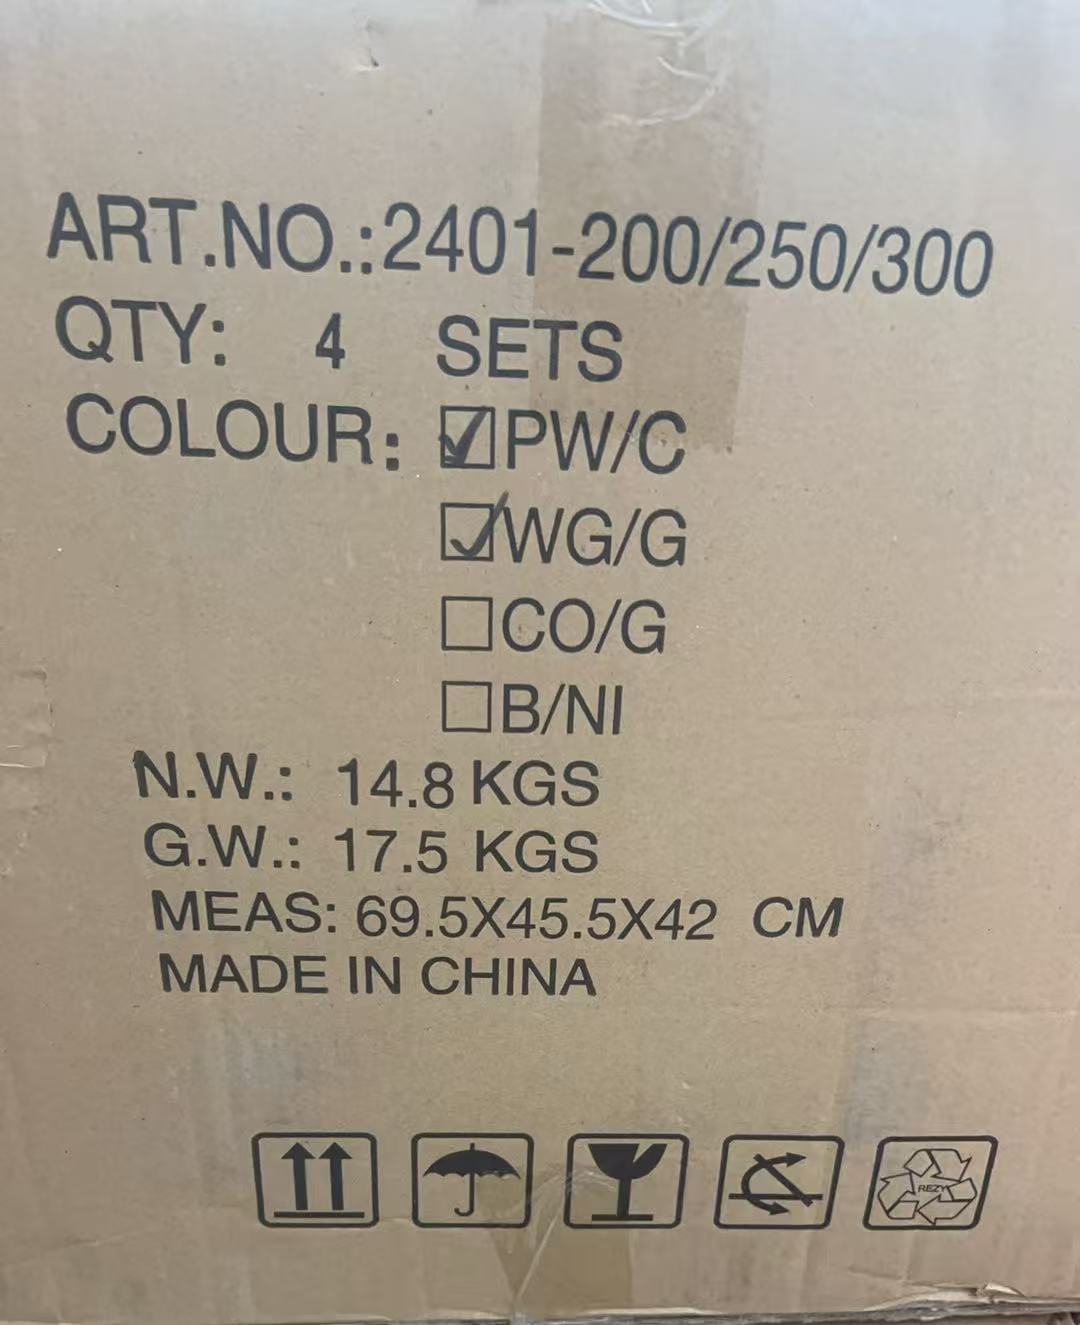 ART.NO.:2401-200/250/300
QTY: 4 SETS
COLOUR: ☑PW/C
☑WG/G
☐CO/G
☐B/NI
N.W.: 14.8 KGS
G.W.: 17.5 KGS
MEAS: 69.5X45.5X42 CM
MADE IN CHINA
REZY